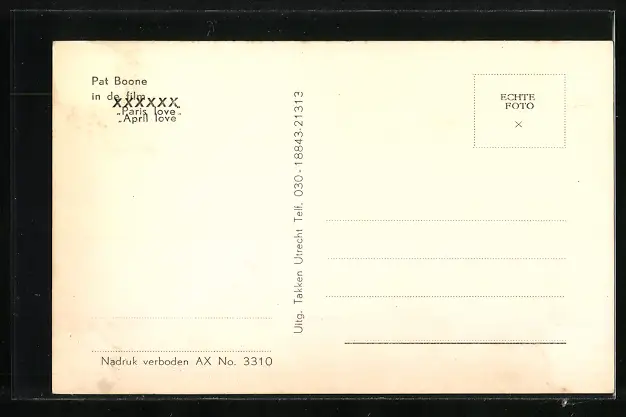 Pat Boone
in de film
XXXXXX
„Paris love"
„April love"
Nadruk verboden AX No. 3310
Uitg. Takken Utrecht Telf. 030-18843-21313
ECHTE
FOTO
X